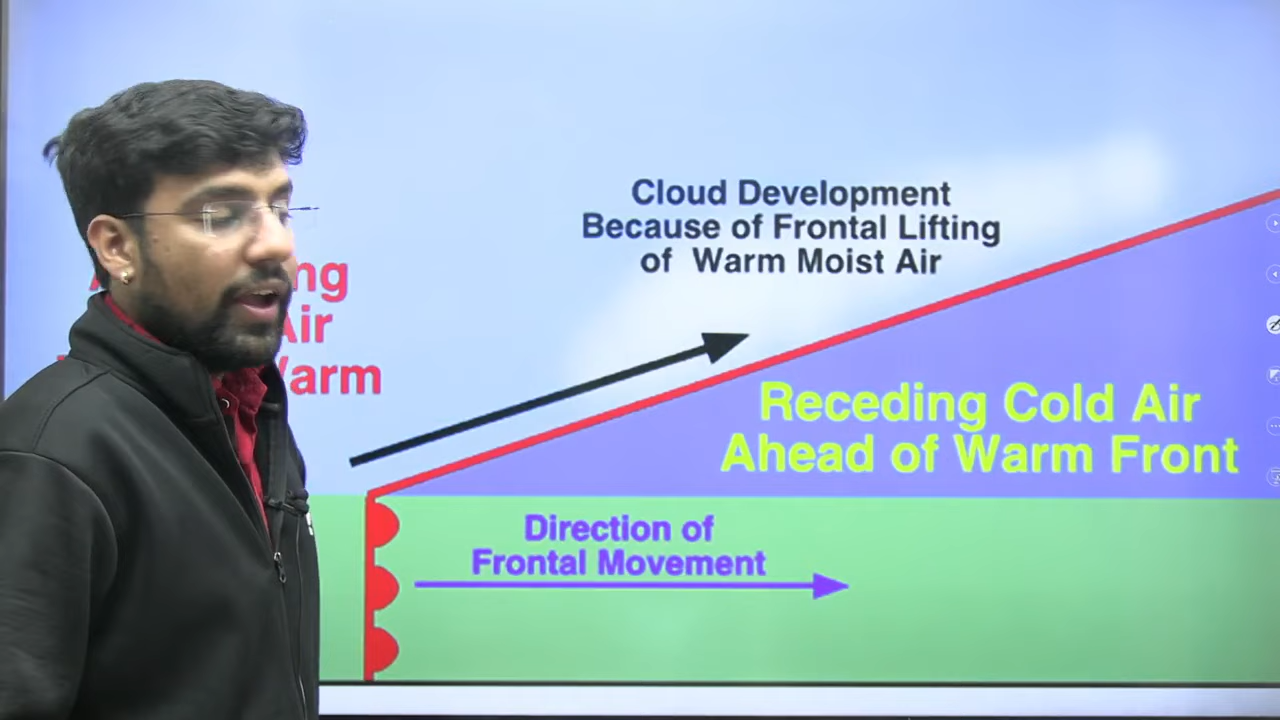 Cloud Development
Because of Frontal Lifting
of Warm Moist Air
Receding Cold Air
Ahead of Warm Front
Direction of
Frontal Movement